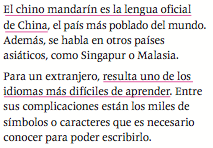 El chino mandarín es la lengua oficial
de China, el país más poblado del mundo.
Además, se habla en otros países
asiáticos, como Singapur o Malasia.
Para un extranjero, resulta uno de los
idiomas más difíciles de aprender. Entre
sus complicaciones están los miles de
símbolos o caracteres que es necesario
conocer para poder escribirlo.